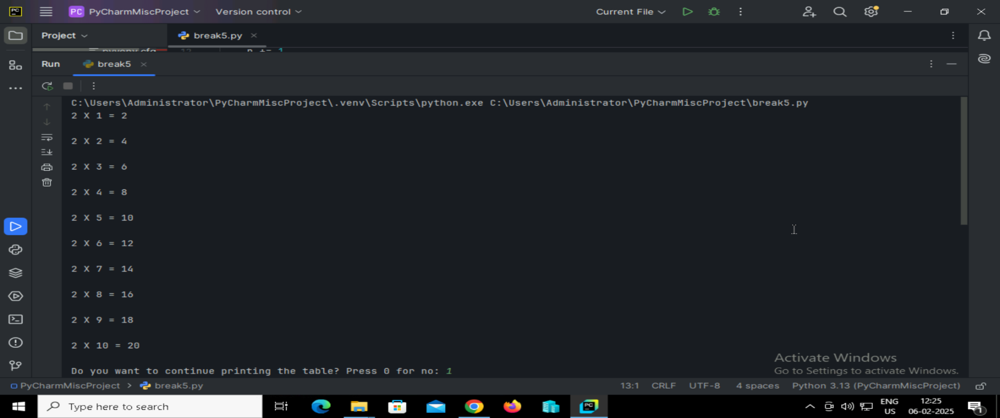 PC PyCharmMiscProject Version control Current File
Project break5.py
12 n += 1
Run break5
C:\Users\Administrator\PyCharmMiscProject\.venv\Scripts\python.exe C:\Users\Administrator\PyCharmMiscProject\break5.py
2 X 1 = 2
2 X 2 = 4
2 X 3 = 6
2 X 4 = 8
2 X 5 = 10
2 X 6 = 12
2 X 7 = 14
2 X 8 = 16
2 X 9 = 18
2 X 10 = 20
Do you want to continue printing the table? Press 0 for no: 1
Activate Windows
Go to Settings to activate Windows.
PyCharmMiscProject > break5.py 13:1 CRLF UTF-8 4 spaces Python 3.13 (PyCharmMiscProject)
Type here to search PC ENG US 12:25 06-02-2025 1